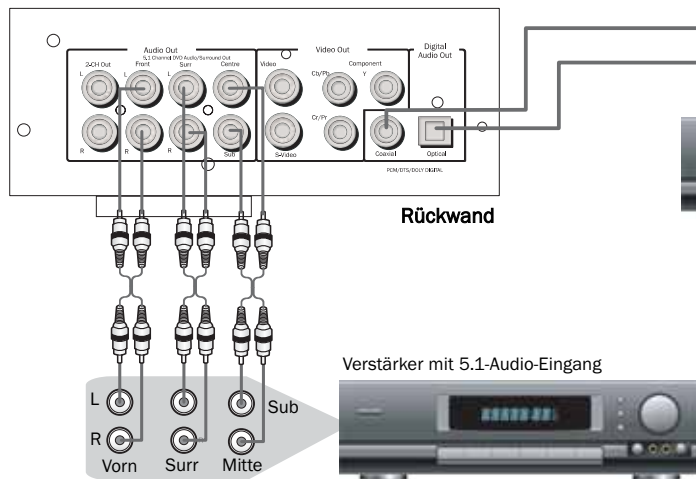 Audio Out
Video Out
Digital
Audio Out
5.1 Channel DVD Audio/Surround Out
2-CH Out
Front
Surr
Centre
Video
Component
L
L
L
Cb/Pb
Y
Cr/Pr
R
R
R
Sub
S-Video
Coaxial
Optical
PCM/DTS/DOLY DIGITAL
Rückwand
Verstärker mit 5.1-Audio-Eingang
L
Sub
R
Vorn
Surr
Mitte